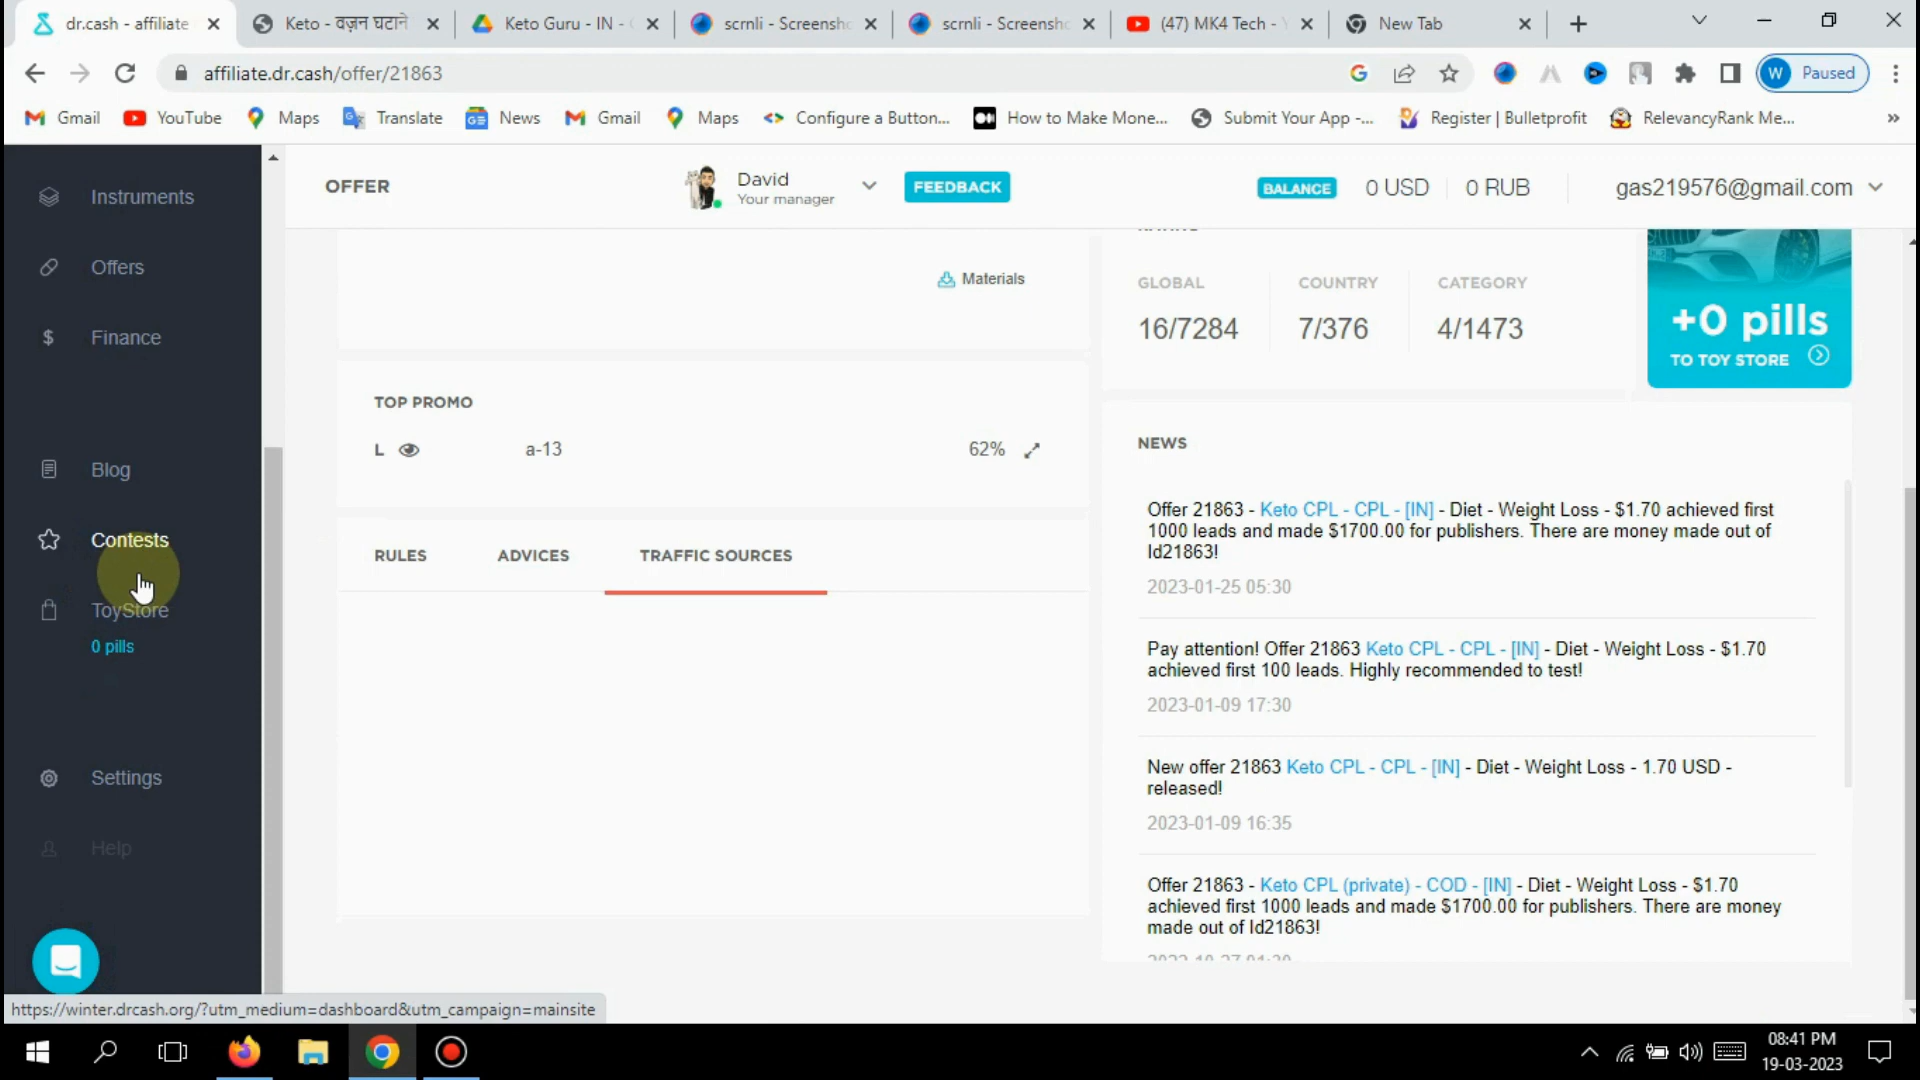 dr.cash - affiliate
Keto - वज़न घटाने
Keto Guru - IN -
scrnli - Screensh
scrnli - Screensh
(47) MK4 Tech -
New Tab
affiliate.dr.cash/offer/21863
W Paused
Gmail
YouTube
Maps
Translate
News
Gmail
Maps
Configure a Button...
How to Make Mone...
Submit Your App -...
Register | Bulletprofit
RelevancyRank Me...
»
Instruments
Offers
Finance
Blog
Contests
ToyStore
0 pills
Settings
Help
OFFER
David
Your manager
FEEDBACK
BALANCE 0 USD 0 RUB
gas219576@gmail.com
Materials
TOP PROMO
L a-13 62%
RULES ADVICES TRAFFIC SOURCES
GLOBAL COUNTRY CATEGORY
16/7284 7/376 4/1473
+0 pills
TO TOY STORE
NEWS
Offer 21863 - Keto CPL - CPL - [IN] - Diet - Weight Loss - $1.70 achieved first
1000 leads and made $1700.00 for publishers. There are money made out of
Id21863!
2023-01-25 05:30
Pay attention! Offer 21863 Keto CPL - CPL - [IN] - Diet - Weight Loss - $1.70
achieved first 100 leads. Highly recommended to test!
2023-01-09 17:30
New offer 21863 Keto CPL - CPL - [IN] - Diet - Weight Loss - 1.70 USD -
released!
2023-01-09 16:35
Offer 21863 - Keto CPL (private) - COD - [IN] - Diet - Weight Loss - $1.70
achieved first 1000 leads and made $1700.00 for publishers. There are money
made out of Id21863!
https://winter.drcash.org/?utm_medium=dashboard&utm_campaign=mainsite
08:41 PM
19-03-2023